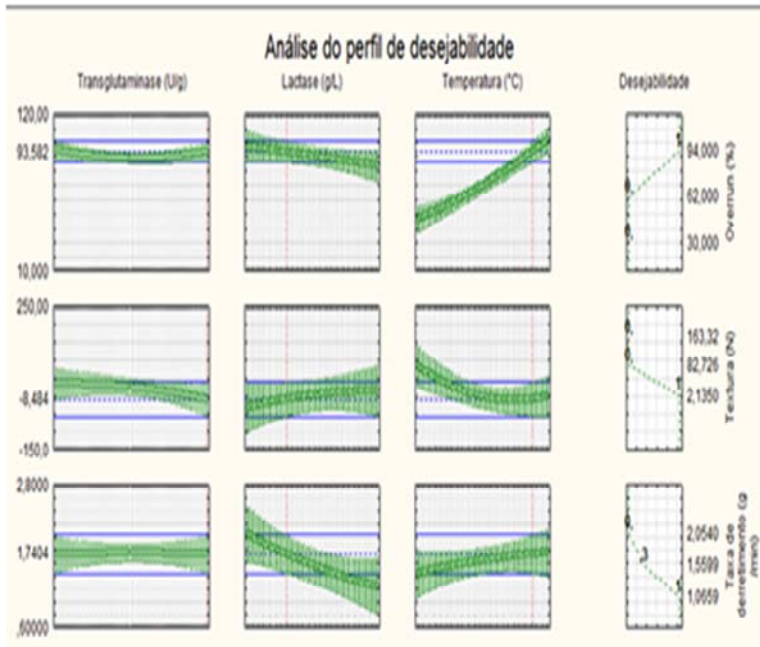 Análise do perfil de desejabilidade
Transglutaminase (U/g) Lactase (g/L) Temperatura (°C) Desejabilidade
120,00
93,582
10,000
94,000
62,000
30,000
Overrun (%)
250,00
-8,484
-150,0
163,32
82,726
2,1350
Textura (N)
2,8000
1,7404
,60000
2,0540
1,5599
1,0659
Taxa de
derretimento (g
/min)